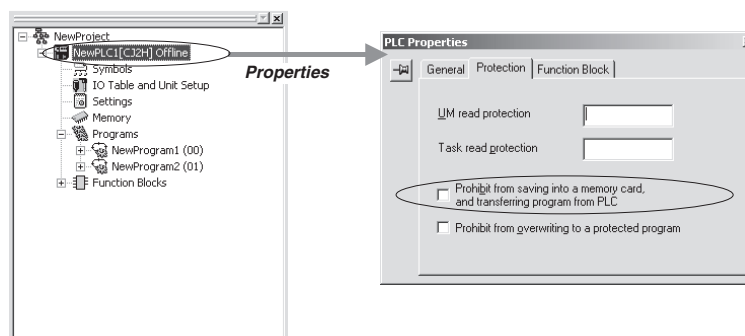 NewProject
NewPLC1[CJ2H] Offline
Symbols
IO Table and Unit Setup
Settings
Memory
Programs
NewProgram1 (00)
NewProgram2 (01)
Function Blocks
Properties
PLC Properties
General
Protection
Function Block
UM read protection
Task read protection
Prohibit from saving into a memory card,
and transferring program from PLC
Prohibit from overwriting to a protected program